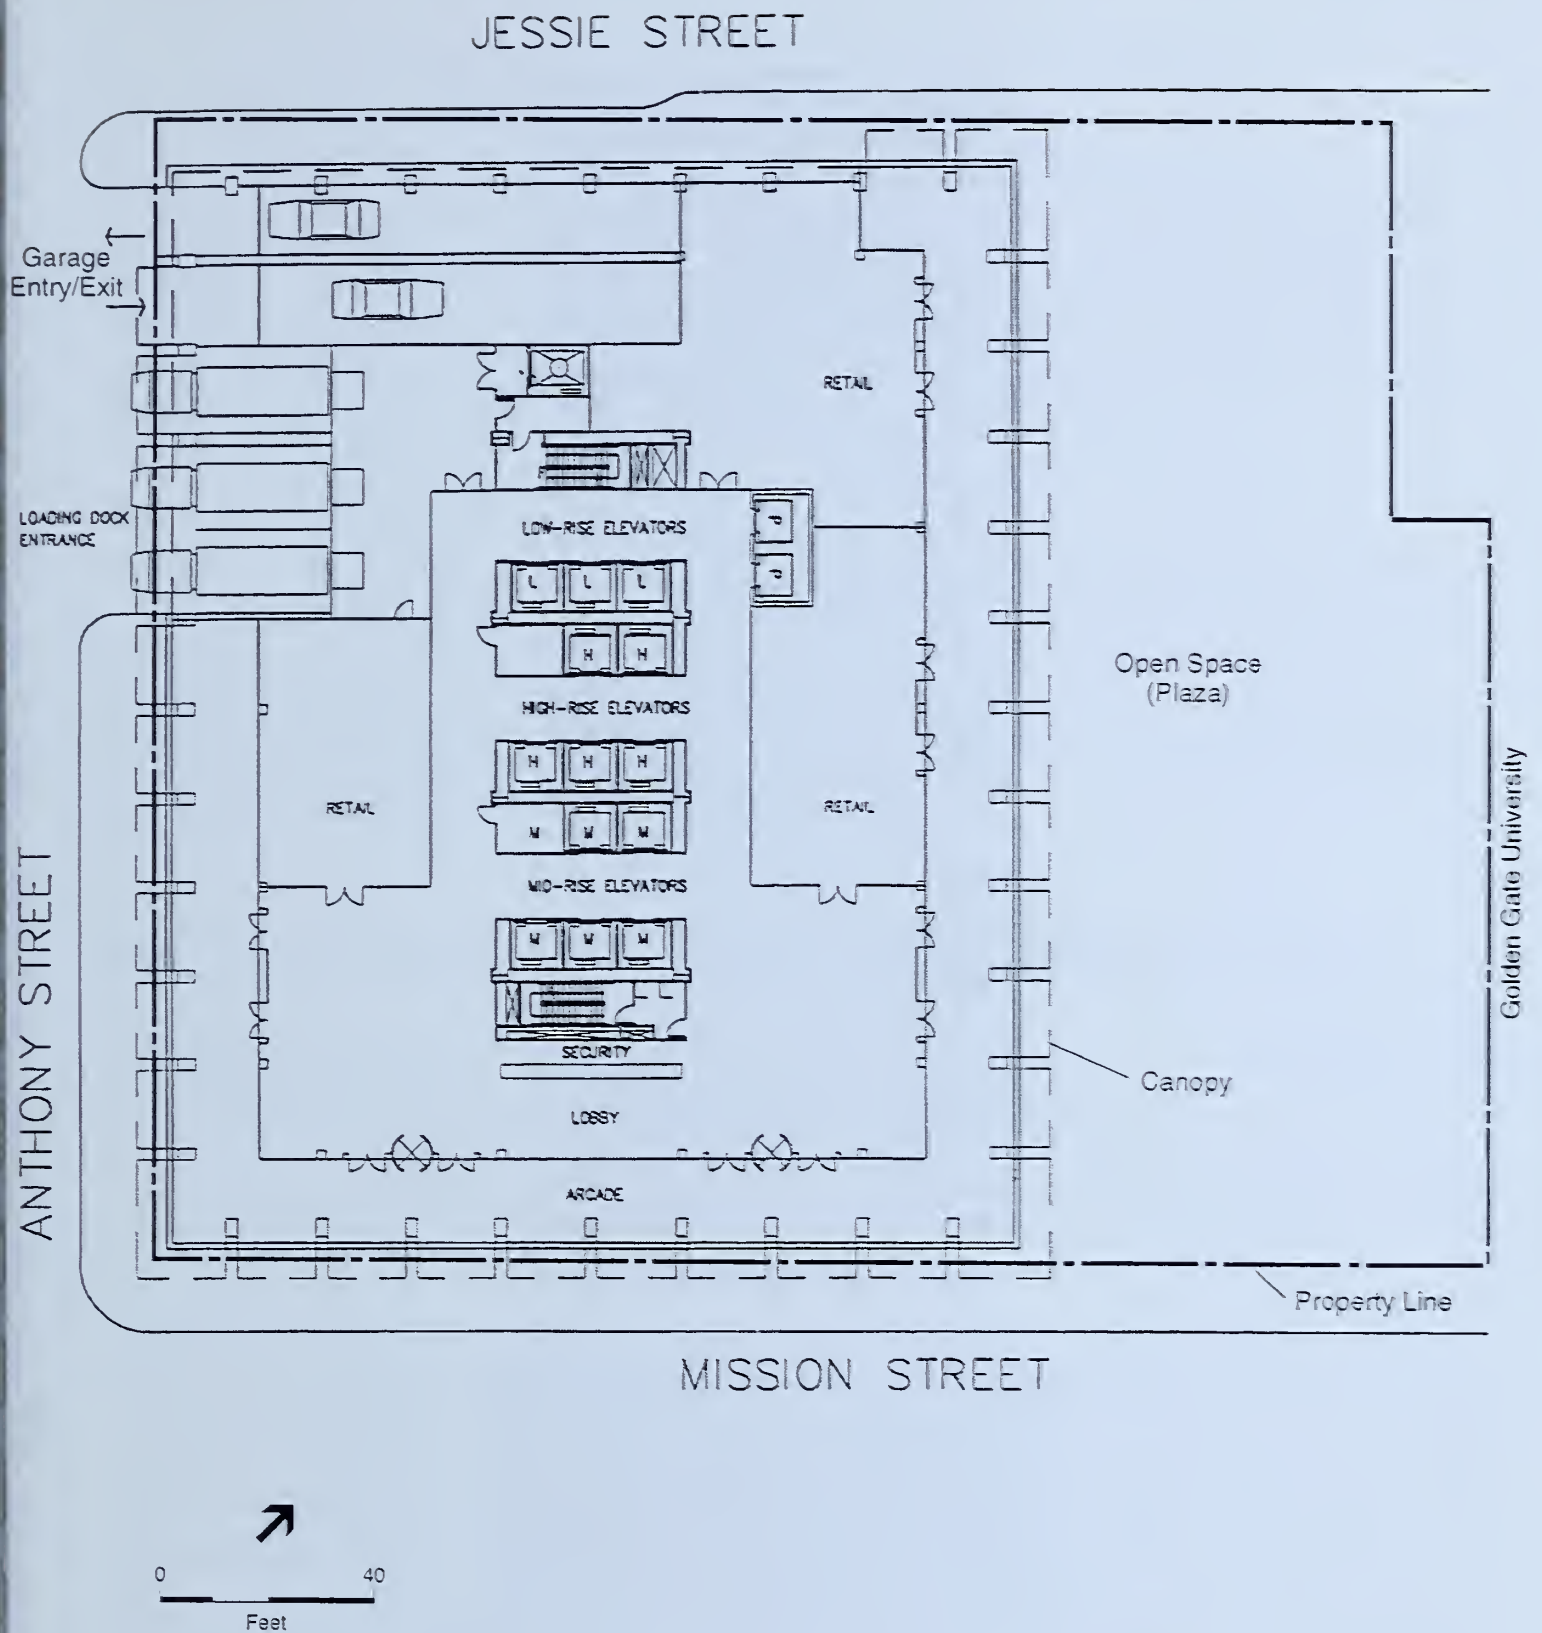 JESSIE STREET
Garage
Entry/Exit
RETAIL
LOADING DOCK
ENTRANCE
LOW-RISE ELEVATORS
P
P
L L L
H H
HIGH-RISE ELEVATORS
H H H
RETAIL
M M M
RETAIL
MID-RISE ELEVATORS
M M M
SECURITY
LOBBY
ARCADE
Open Space
(Plaza)
Golden Gate University
Canopy
Property Line
ANTHONY STREET
MISSION STREET
0 40
Feet